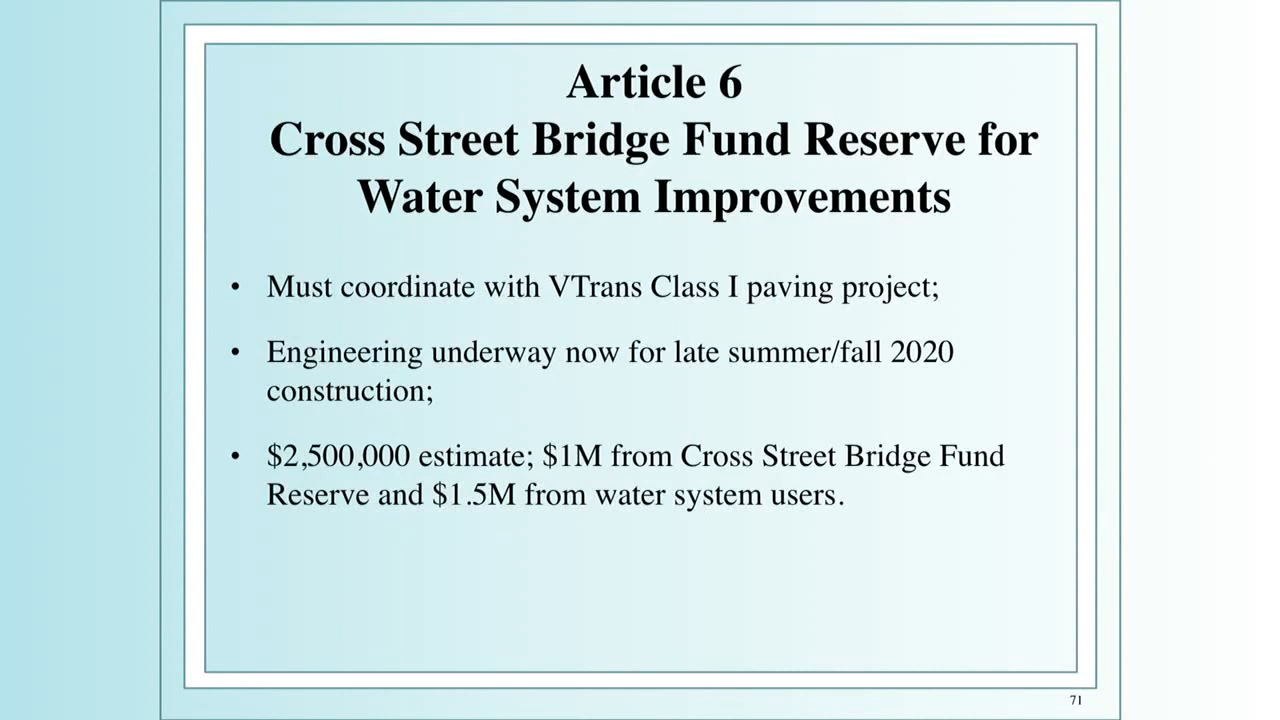 Article 6
Cross Street Bridge Fund Reserve for
Water System Improvements
• Must coordinate with VTrans Class I paving project;
• Engineering underway now for late summer/fall 2020
construction;
• $2,500,000 estimate; $1M from Cross Street Bridge Fund
Reserve and $1.5M from water system users.
71